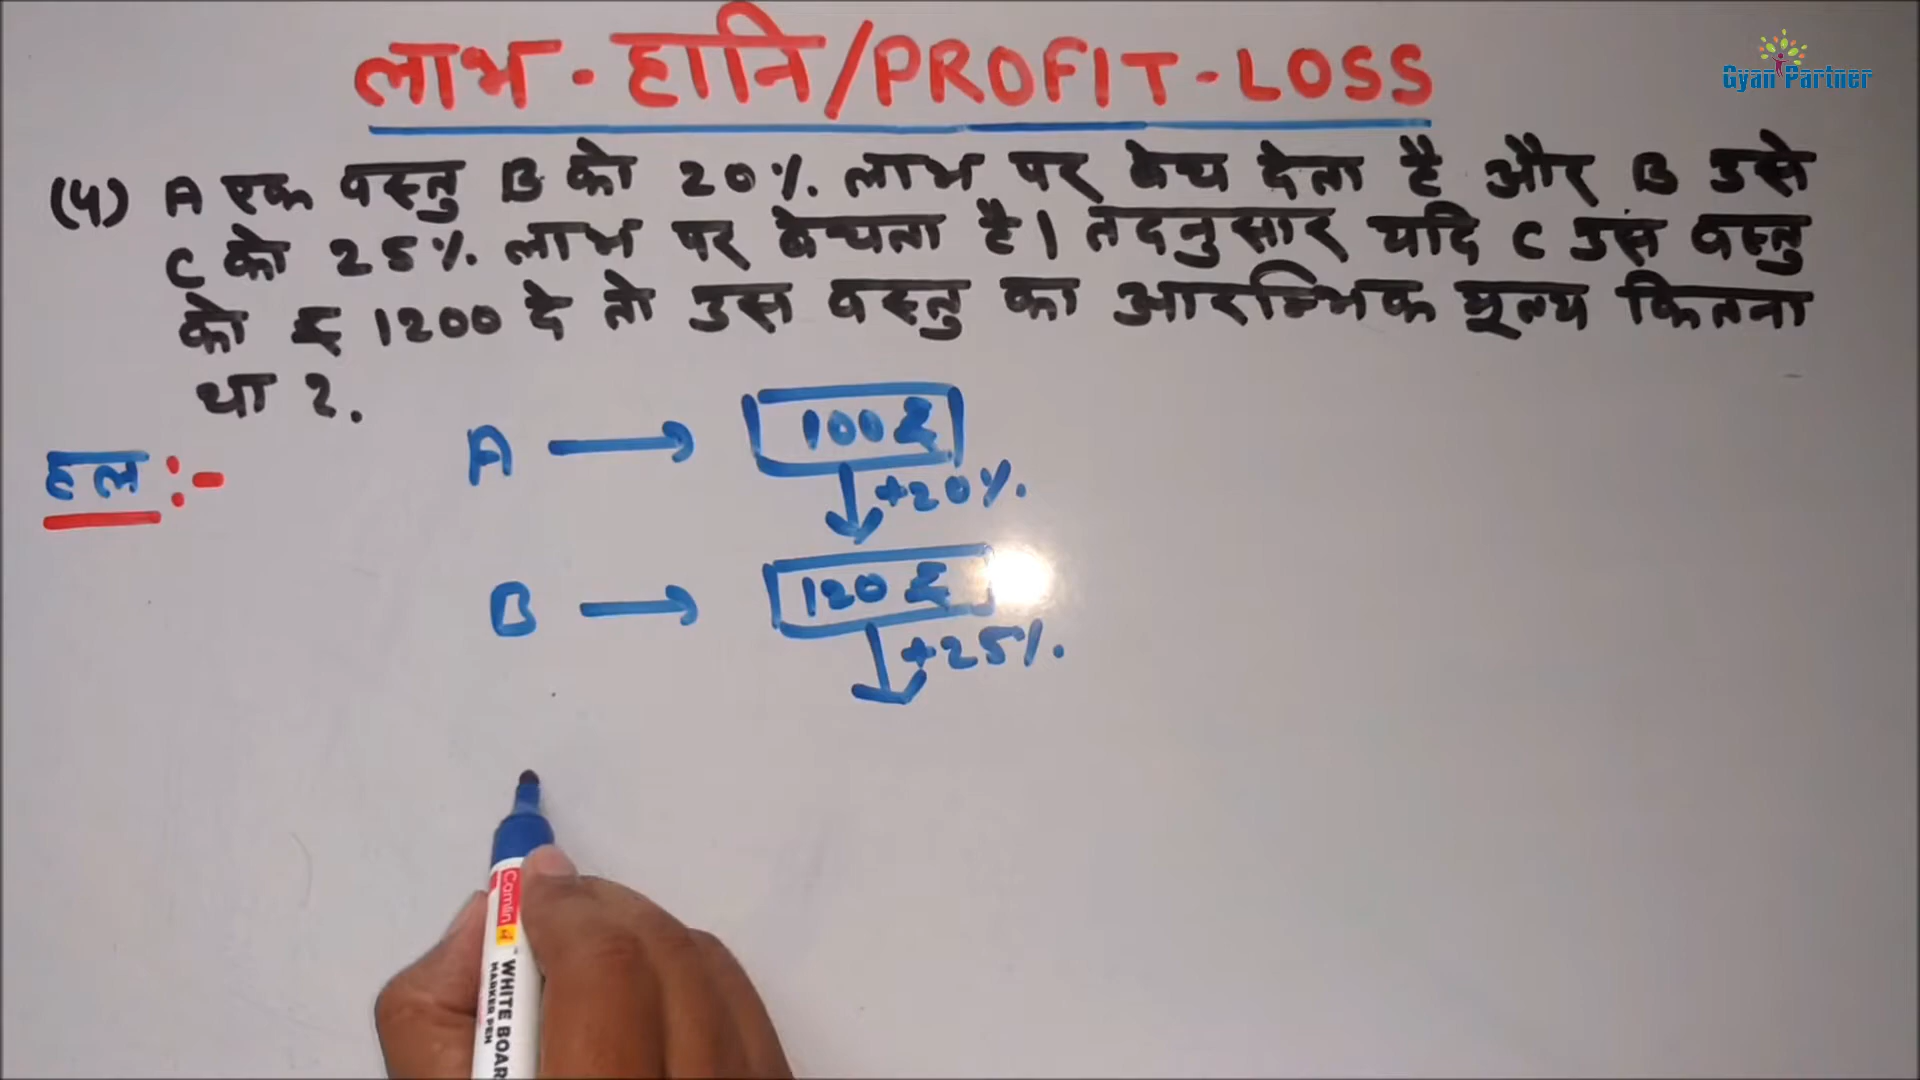 लाभ - हानि/PROFIT - LOSS
Gyan Partner
(4) A एक वस्तु B को 20%. लाभ पर बेच देता है और B उसे
C को 25%. लाभ पर बेचता है। तदनुसार यदि C उस वस्तु
को ₹ 1200 दे तो उस वस्तु का आरम्भिक मूल्य कितना
था ?.
हल :-
A → 100₹
+20%.
B → 120₹
+25%.
Camlin
WHITE BOAR
MARKER PEN